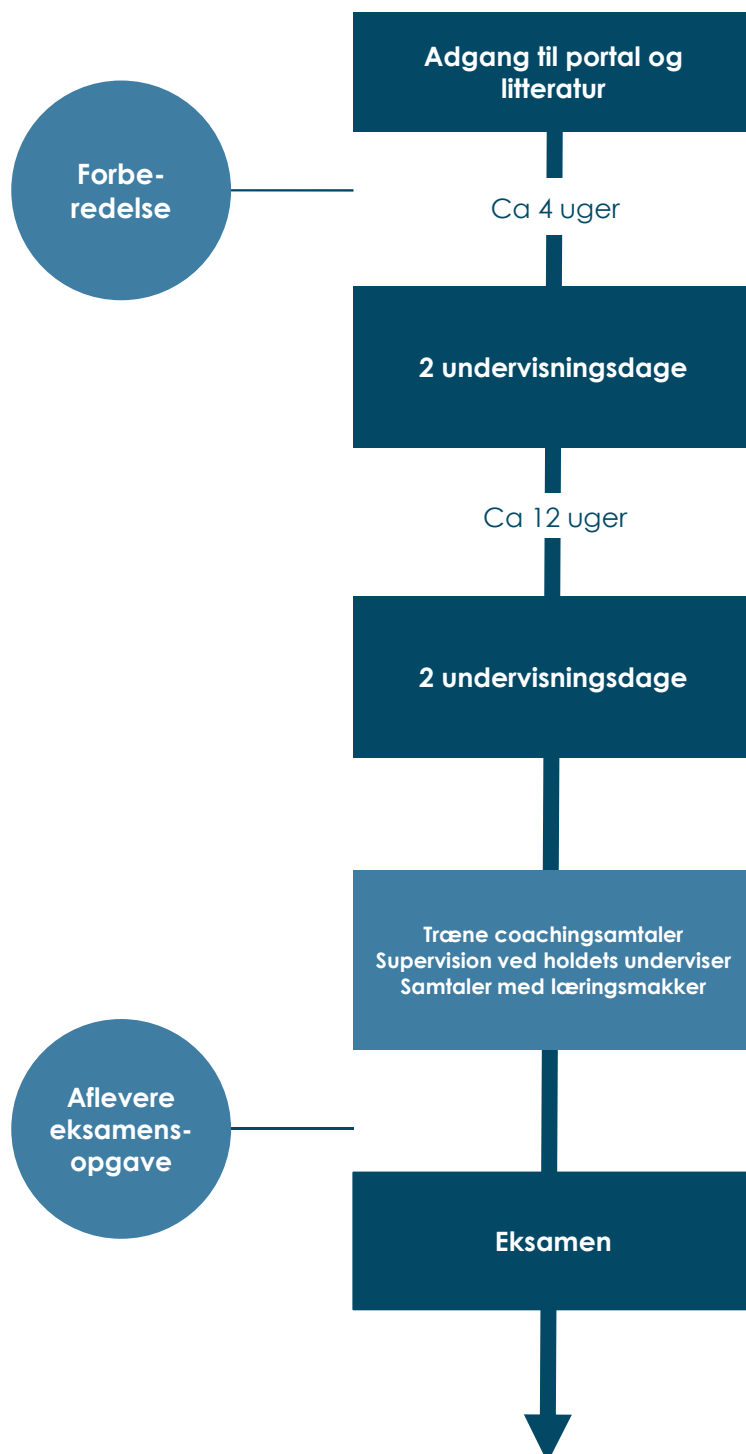 Adgang til portal og
litteratur
Forbe-
redelse
Ca 4 uger
2 undervisningsdage
Ca 12 uger
2 undervisningsdage
Træne coachingsamtaler
Supervision ved holdets underviser
Samtaler med læringsmakker
Aflevere
eksamens-
opgave
Eksamen